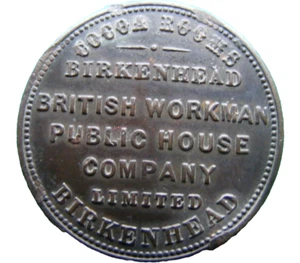 COCOA ROOMS
BIRKENHEAD
BRITISH WORKMAN
PUBLIC HOUSE
COMPANY
LIMITED
BIRKENHEAD